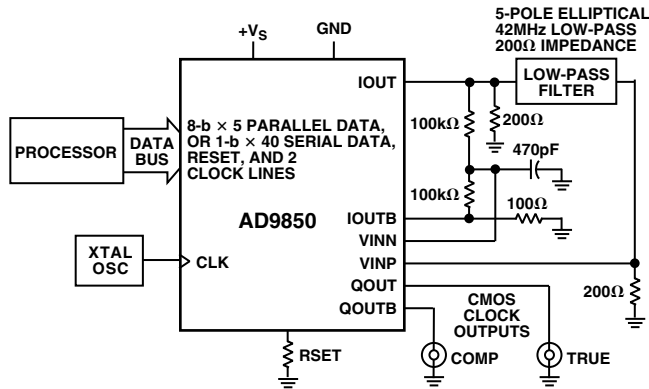 5-POLE ELLIPTICAL
42MHz LOW-PASS
200Ω IMPEDANCE
+VS
GND
IOUT
LOW-PASS
FILTER
100kΩ
200Ω
8-b × 5 PARALLEL DATA,
OR 1-b × 40 SERIAL DATA,
RESET, AND 2
CLOCK LINES
PROCESSOR
DATA
BUS
470pF
100kΩ
AD9850
IOUTB
100Ω
VINN
XTAL
OSC
CLK
VINP
QOUT
200Ω
QOUTB
CMOS
CLOCK
OUTPUTS
RSET
COMP
TRUE